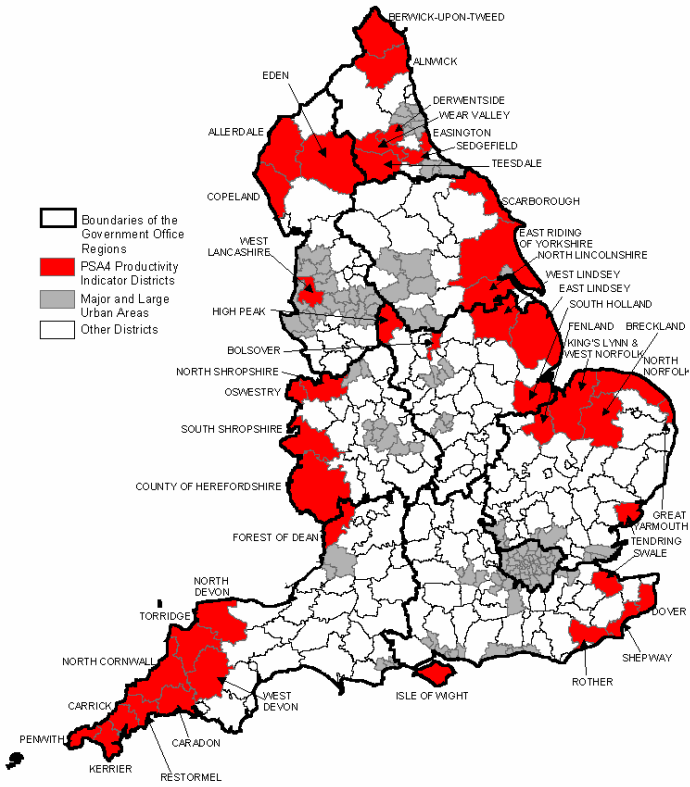 BERWICK-UPON-TWEED
ALNWICK
EDEN
DERWENTSIDE
WEAR VALLEY
ALLERDALE
EASINGTON
SEDGEFIELD
TEESDALE
COPELAND
SCARBOROUGH
Boundaries of the
Government Office
Regions
PSA4 Productivity
Indicator Districts
Major and Large
Urban Areas
Other Districts
EAST RIDING
OF YORKSHIRE
NORTH LINCOLNSHIRE
WEST
LANCASHIRE
WEST LINDSEY
EAST LINDSEY
SOUTH HOLLAND
HIGH PEAK
FENLAND
BRECKLAND
BOLSOVER
KING'S LYNN &
WEST NORFOLK
NORTH
NORFOLK
NORTH SHROPSHIRE
OSWESTRY
SOUTH SHROPSHIRE
COUNTY OF HEREFORDSHIRE
GREAT
YARMOUTH
FOREST OF DEAN
TENDRING
SWALE
NORTH
DEVON
TORRIDGE
DOVER
NORTH CORNWALL
SHEPWAY
ROTHER
ISLE OF WIGHT
WEST
DEVON
CARRICK
PENWITH
CARADON
KERRIER
RESTORMEL